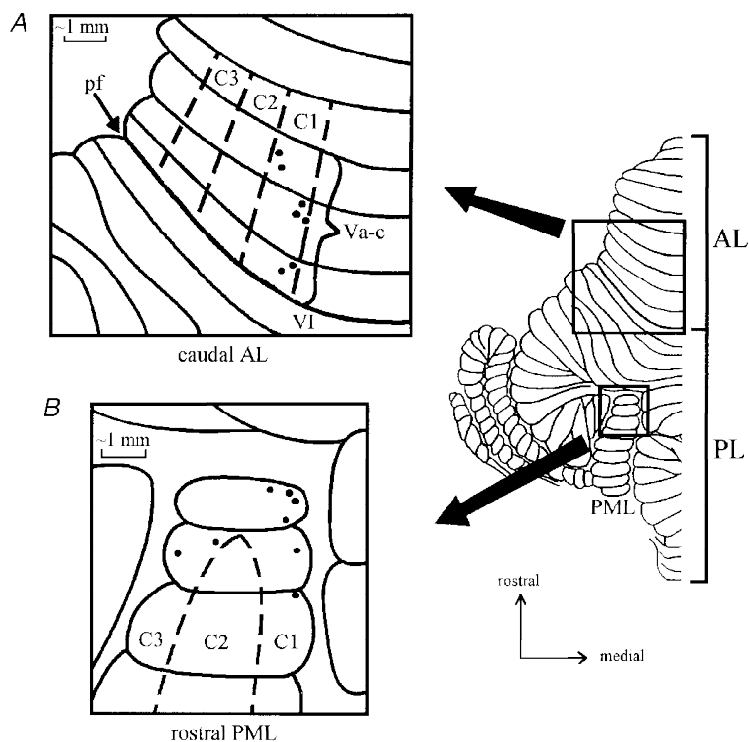 A
~1 mm
C3
C2
C1
pf
Va-c
VI
caudal AL
B
~1 mm
C3
C2
C1
rostral PML
AL
PL
PML
rostral
medial